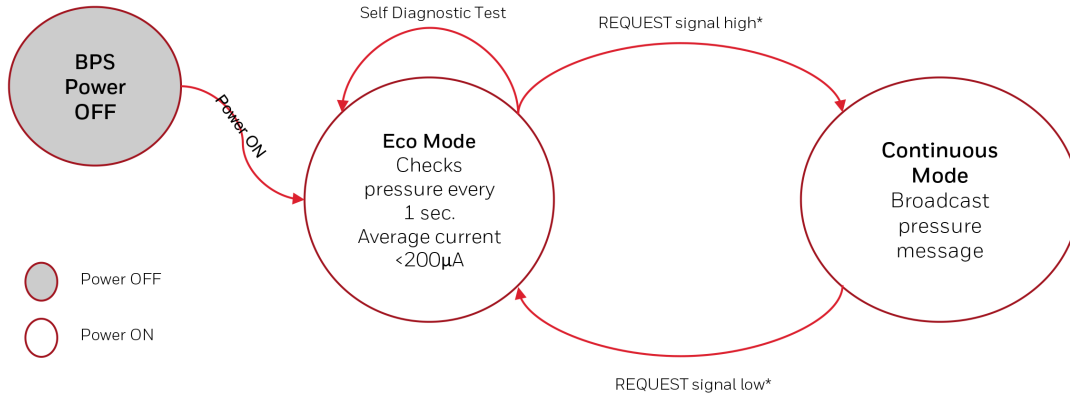 Self Diagnostic Test
REQUEST signal high*
BPS
Power
OFF
Power ON
Eco Mode
Checks
pressure every
1 sec.
Average current
<200µA
Continuous
Mode
Broadcast
pressure
message
Power OFF
Power ON
REQUEST signal low*